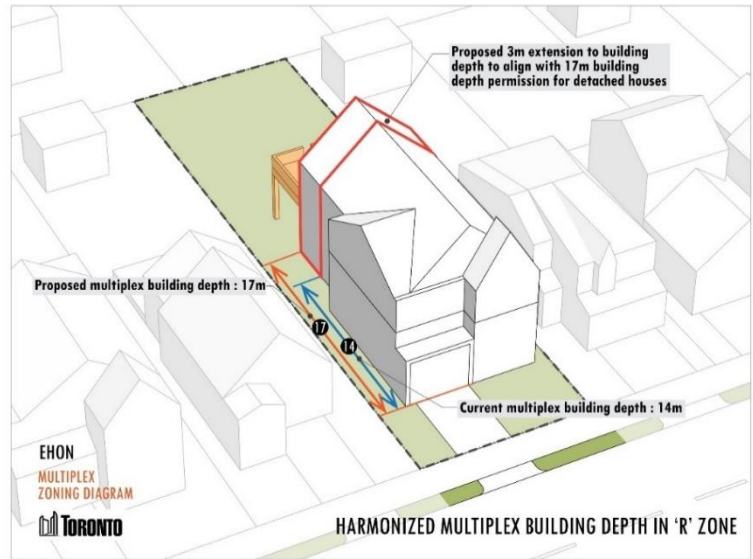 Proposed 3m extension to building
depth to align with 17m building
depth permission for detached houses
Proposed multiplex building depth : 17m
17
14
Current multiplex building depth : 14m
EHON
MULTIPLEX
ZONING DIAGRAM
TORONTO
HARMONIZED MULTIPLEX BUILDING DEPTH IN ‘R’ ZONE